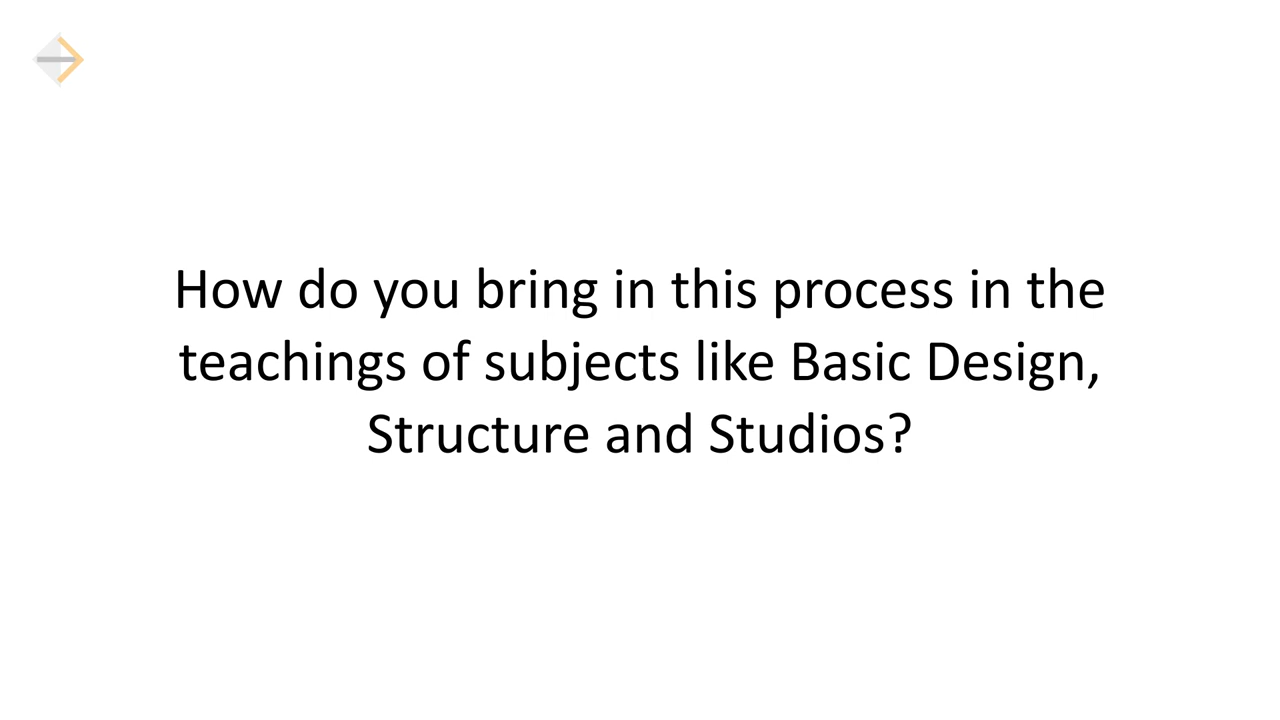 How do you bring in this process in the
teachings of subjects like Basic Design,
Structure and Studios?